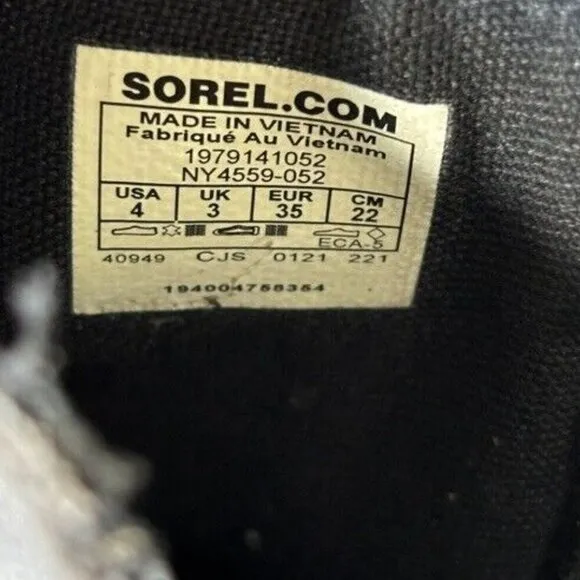 SOREL.COM
MADE IN VIETNAM
Fabriqué Au Vietnam
1979141052
NY4559-052
USA UK EUR CM
4 3 35 22
ECA-5
40949 CJS 0121 221
194004758354